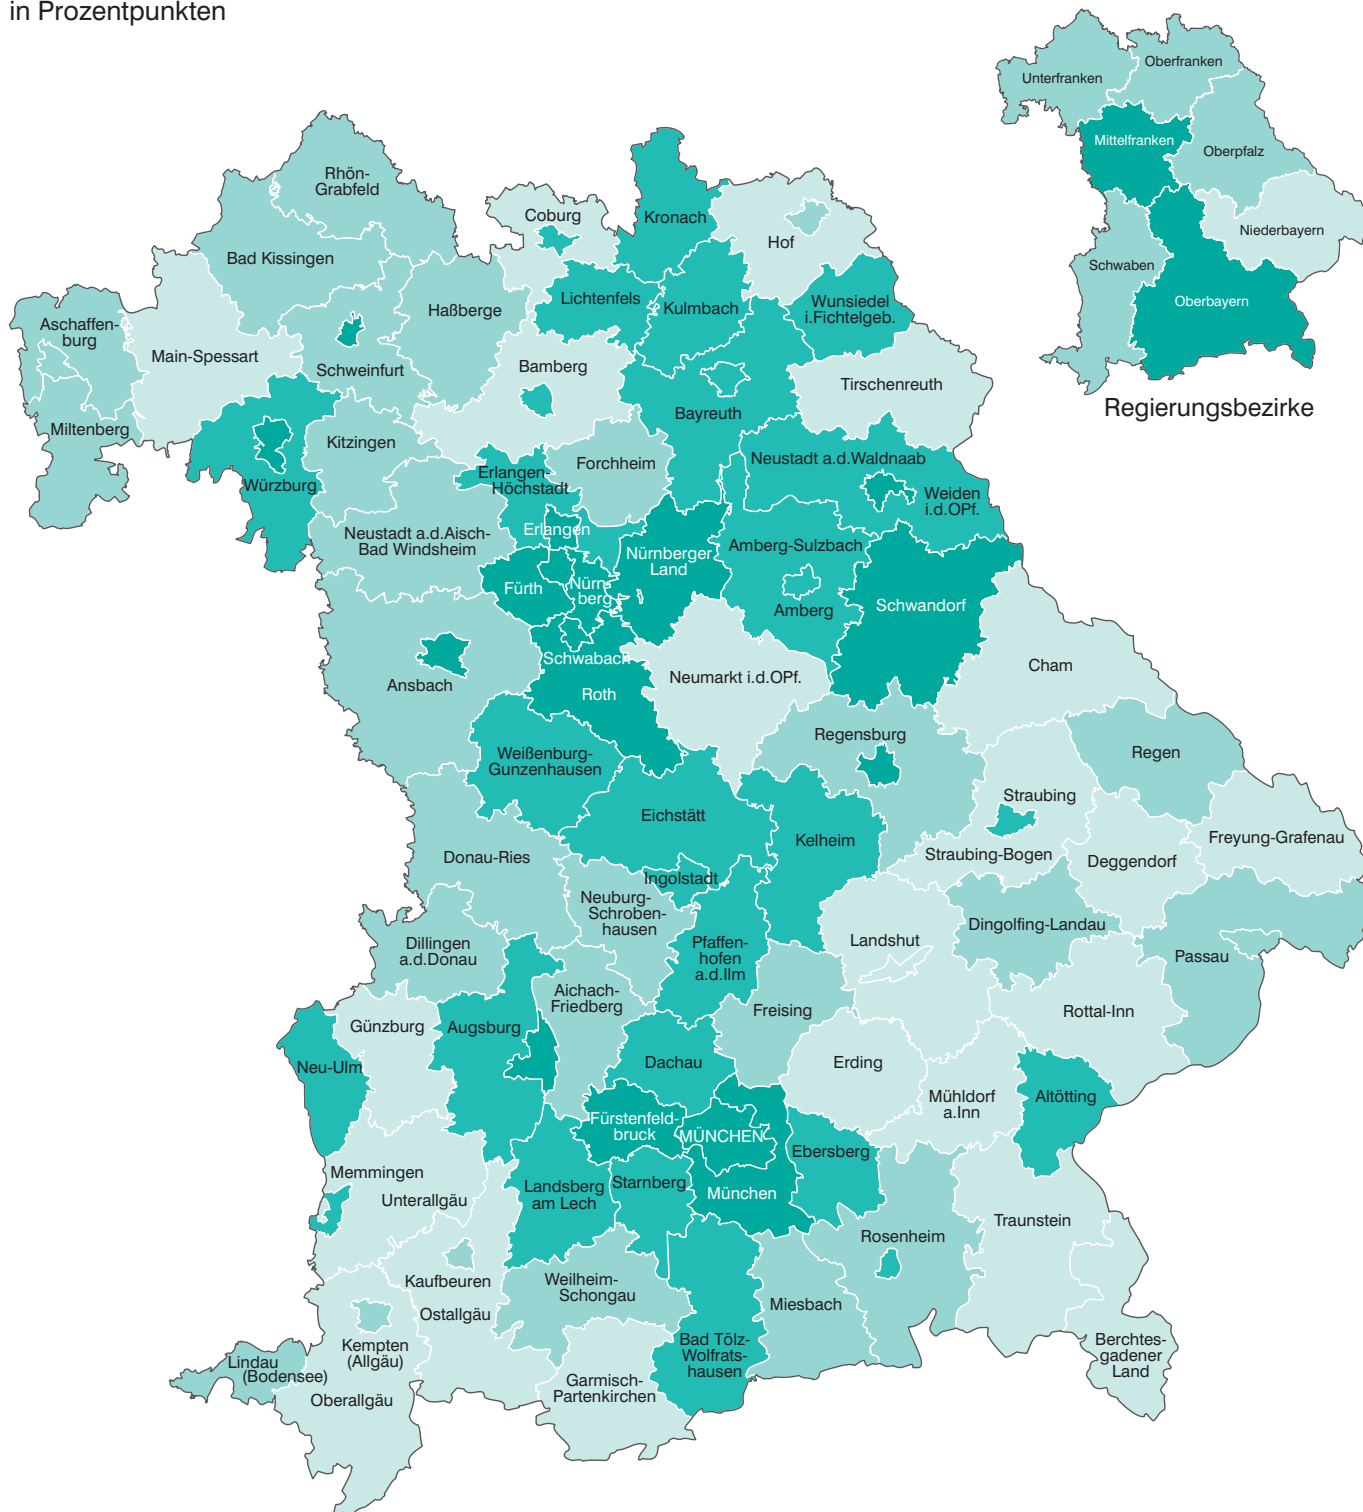 in Prozentpunkten
Unterfranken
Oberfranken
Mittelfranken
Oberpfalz
Niederbayern
Schwaben
Oberbayern
Regierungsbezirke
Rhön-
Grabfeld
Coburg
Kronach
Hof
Bad Kissingen
Lichtenfels
Kulmbach
Wunsiedel
i.Fichtelgeb.
Haßberge
Aschaffen-
burg
Main-Spessart
Schweinfurt
Bamberg
Tirschenreuth
Bayreuth
Miltenberg
Kitzingen
Forchheim
Neustadt a.d.Waldnaab
Würzburg
Erlangen-
Höchstadt
Weiden
i.d.OPf.
Neustadt a.d.Aisch-
Bad Windsheim
Erlangen
Nürnberger
Land
Amberg-Sulzbach
Fürth
Nürn-
berg
Amberg
Schwandorf
Schwabach
Roth
Ansbach
Neumarkt i.d.OPf.
Cham
Weißenburg-
Gunzenhausen
Regensburg
Regen
Straubing
Eichstätt
Kelheim
Freyung-Grafenau
Donau-Ries
Straubing-Bogen
Deggendorf
Ingolstadt
Neuburg-
Schroben-
hausen
Dingolfing-Landau
Dillingen
a.d.Donau
Pfaffen-
hofen
a.d.Ilm
Landshut
Passau
Aichach-
Friedberg
Freising
Rottal-Inn
Günzburg
Augsburg
Neu-Ulm
Dachau
Erding
Mühldorf
a.Inn
Altötting
Fürstenfeld-
bruck
MÜNCHEN
Ebersberg
Memmingen
Unterallgäu
Landsberg
am Lech
Starnberg
München
Traunstein
Rosenheim
Kaufbeuren
Weilheim-
Schongau
Ostallgäu
Miesbach
Kempten
(Allgäu)
Bad Tölz-
Wolfrats-
hausen
Berchtes-
gadener
Land
Lindau
(Bodensee)
Oberallgäu
Garmisch-
Partenkirchen